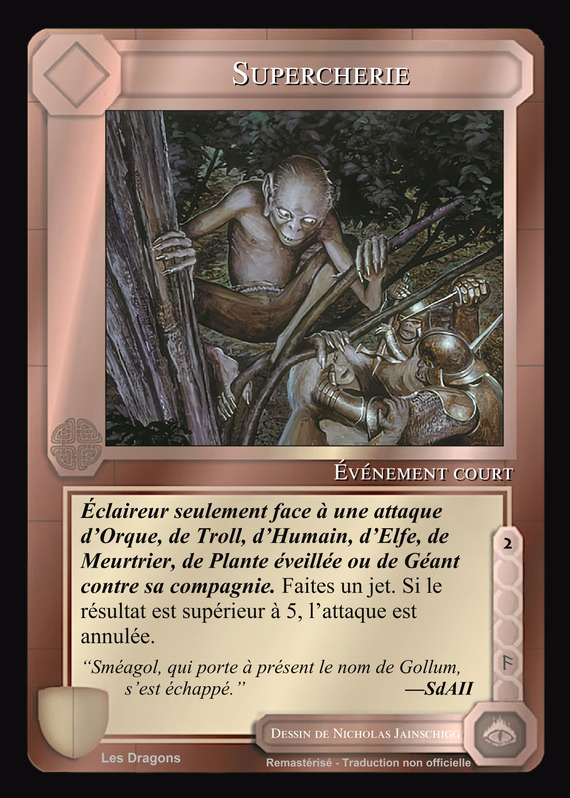 Supercherie
Événement court
Éclaireur seulement face à une attaque
d’Orque, de Troll, d’Humain, d’Elfe, de
Meurtrier, de Plante éveillée ou de Géant
contre sa compagnie. Faites un jet. Si le
résultat est supérieur à 5, l’attaque est
annulée.
“Sméagol, qui porte à présent le nom de Gollum,
s’est échappé.” —SdAII
2
ᚨ
Dessin de Nicholas Jainschigg
Les Dragons
Remastérisé - Traduction non officielle